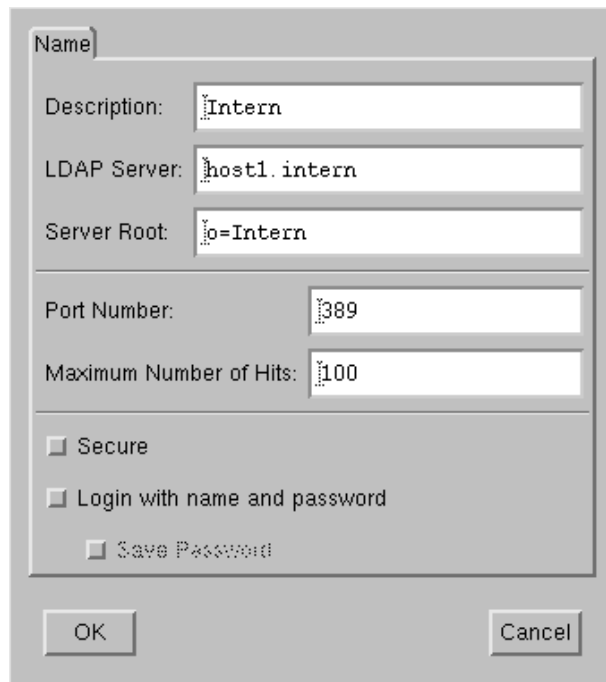 Name
Description: Intern
LDAP Server: host1.intern
Server Root: o=Intern
Port Number: 389
Maximum Number of Hits: 100
Secure
Login with name and password
Save Password
OK Cancel